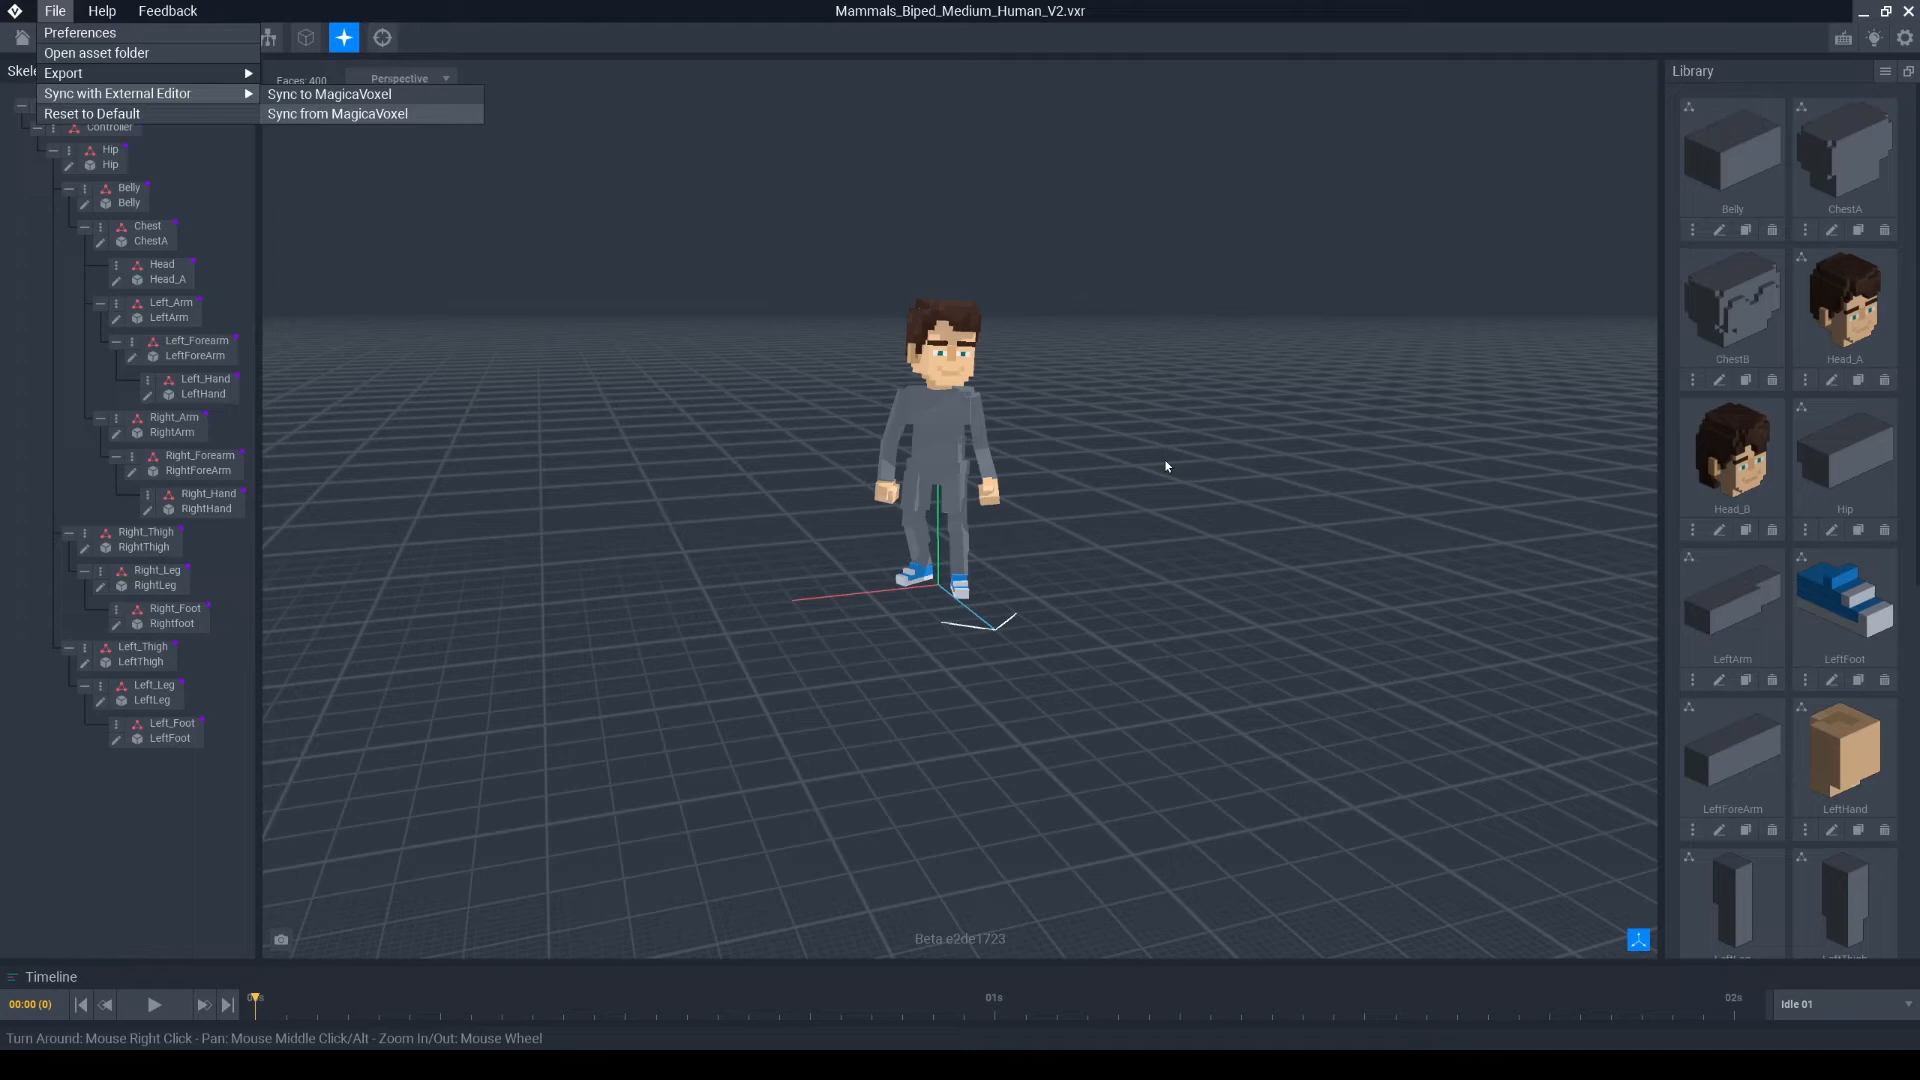 File Help Feedback
Mammals_Biped_Medium_Human_V2.vxr
Preferences
Open asset folder
Export
Sync with External Editor
Reset to Default
Sync to MagicaVoxel
Sync from MagicaVoxel
Faces: 400
Perspective
Controller
Hip
Hip
Belly
Belly
Chest
ChestA
Head
Head_A
Left_Arm
LeftArm
Left_Forearm
LeftForeArm
Left_Hand
LeftHand
Right_Arm
RightArm
Right_Forearm
RightForeArm
Right_Hand
RightHand
Right_Thigh
RightThigh
Right_Leg
RightLeg
Right_Foot
Rightfoot
Left_Thigh
LeftThigh
Left_Leg
LeftLeg
Left_Foot
LeftFoot
Library
Belly ChestA
ChestB Head_A
Head_B Hip
LeftArm LeftFoot
LeftForeArm LeftHand
Beta e2de1723
Timeline
00:00 (0)
01s
02s
Idle 01
Turn Around: Mouse Right Click - Pan: Mouse Middle Click/Alt - Zoom In/Out: Mouse Wheel